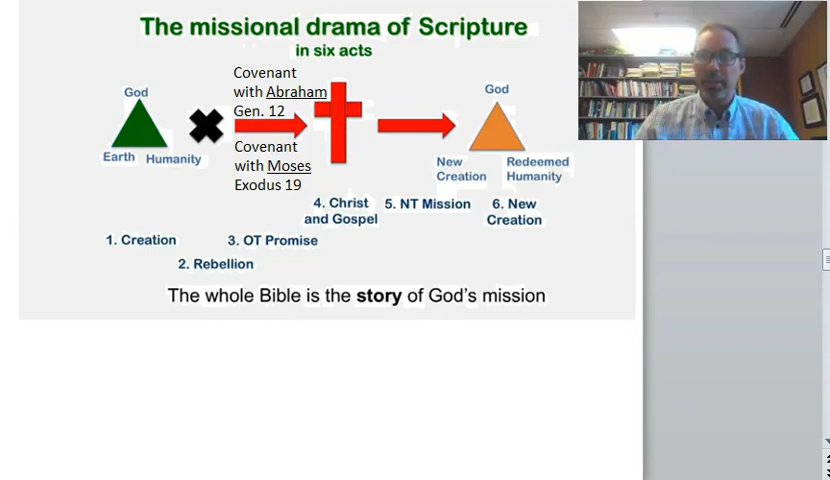 The missional drama of Scripture
in six acts
God
Earth Humanity
Covenant
with Abraham
Gen. 12
Covenant
with Moses
Exodus 19
God
New
Creation
Redeemed
Humanity
1. Creation
2. Rebellion
3. OT Promise
4. Christ
and Gospel
5. NT Mission
6. New
Creation
The whole Bible is the story of God's mission